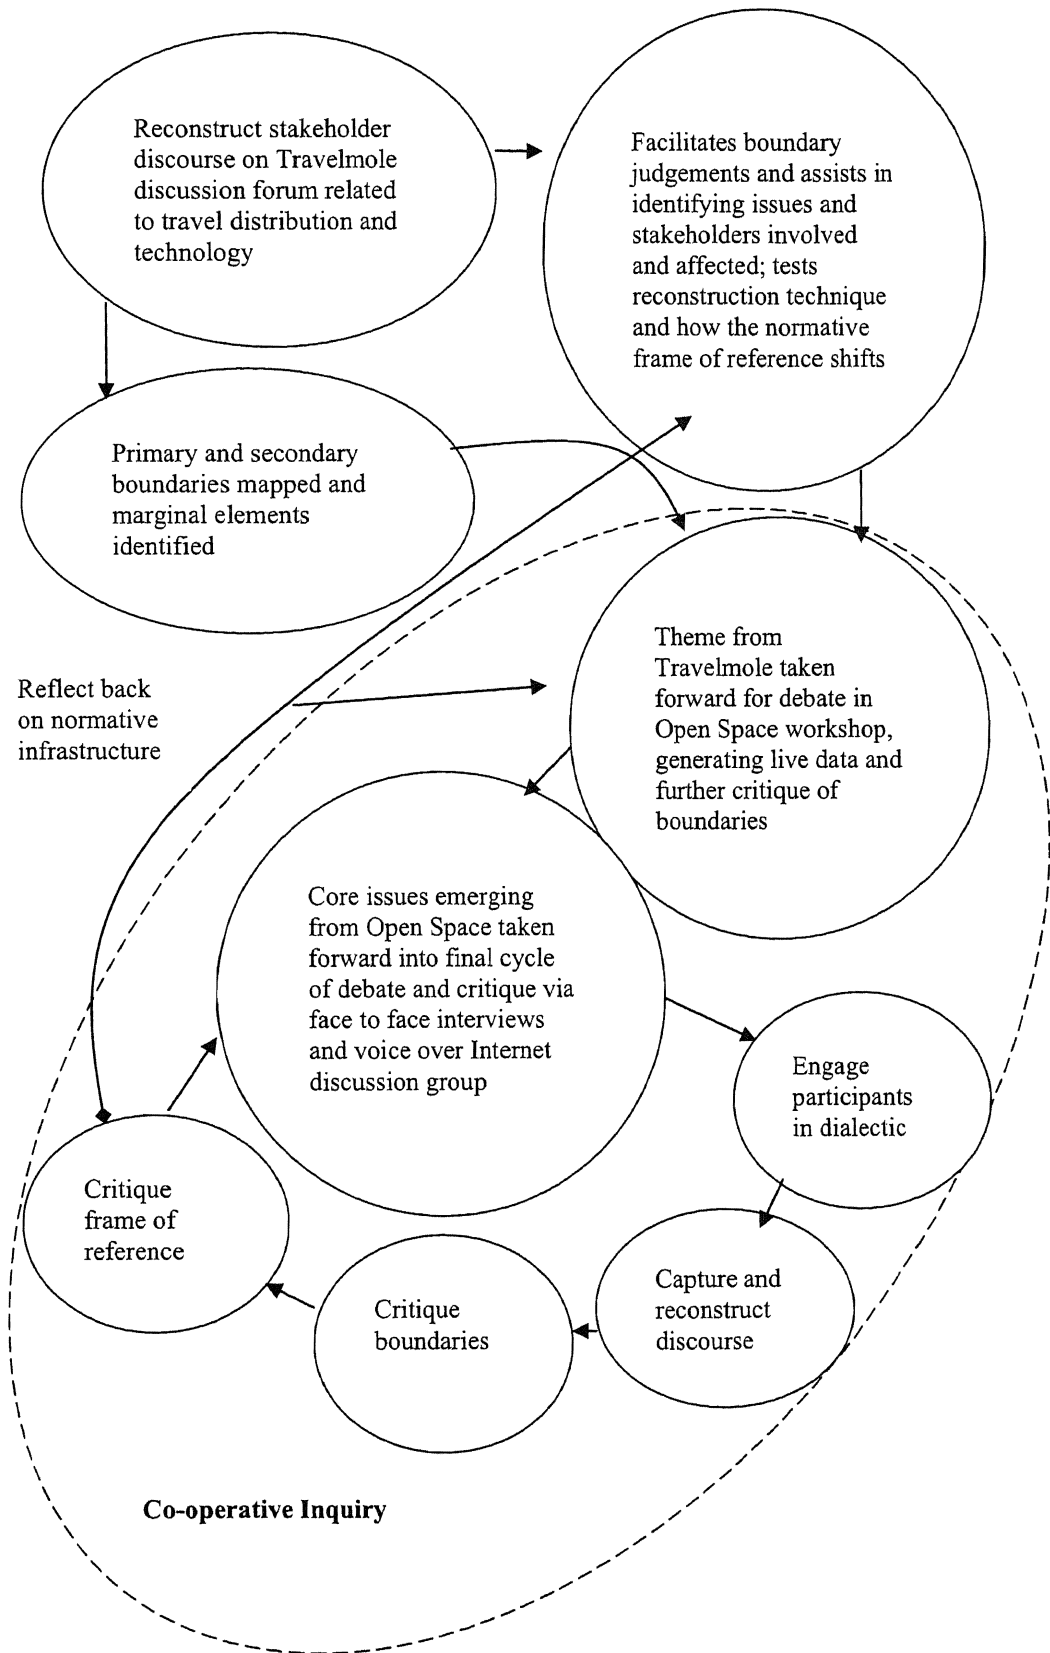 Reconstruct stakeholder
discourse on Travelmole
discussion forum related
to travel distribution and
technology
Facilitates boundary
judgements and assists in
identifying issues and
stakeholders involved
and affected; tests
reconstruction technique
and how the normative
frame of reference shifts
Primary and secondary
boundaries mapped and
marginal elements
identified
Reflect back
on normative
infrastructure
Theme from
Travelmole taken
forward for debate in
Open Space workshop,
generating live data and
further critique of
boundaries
Core issues emerging
from Open Space taken
forward into final cycle
of debate and critique via
face to face interviews
and voice over Internet
discussion group
Engage
participants
in dialectic
Capture and
reconstruct
discourse
Critique
boundaries
Critique
frame of
reference
Co-operative Inquiry